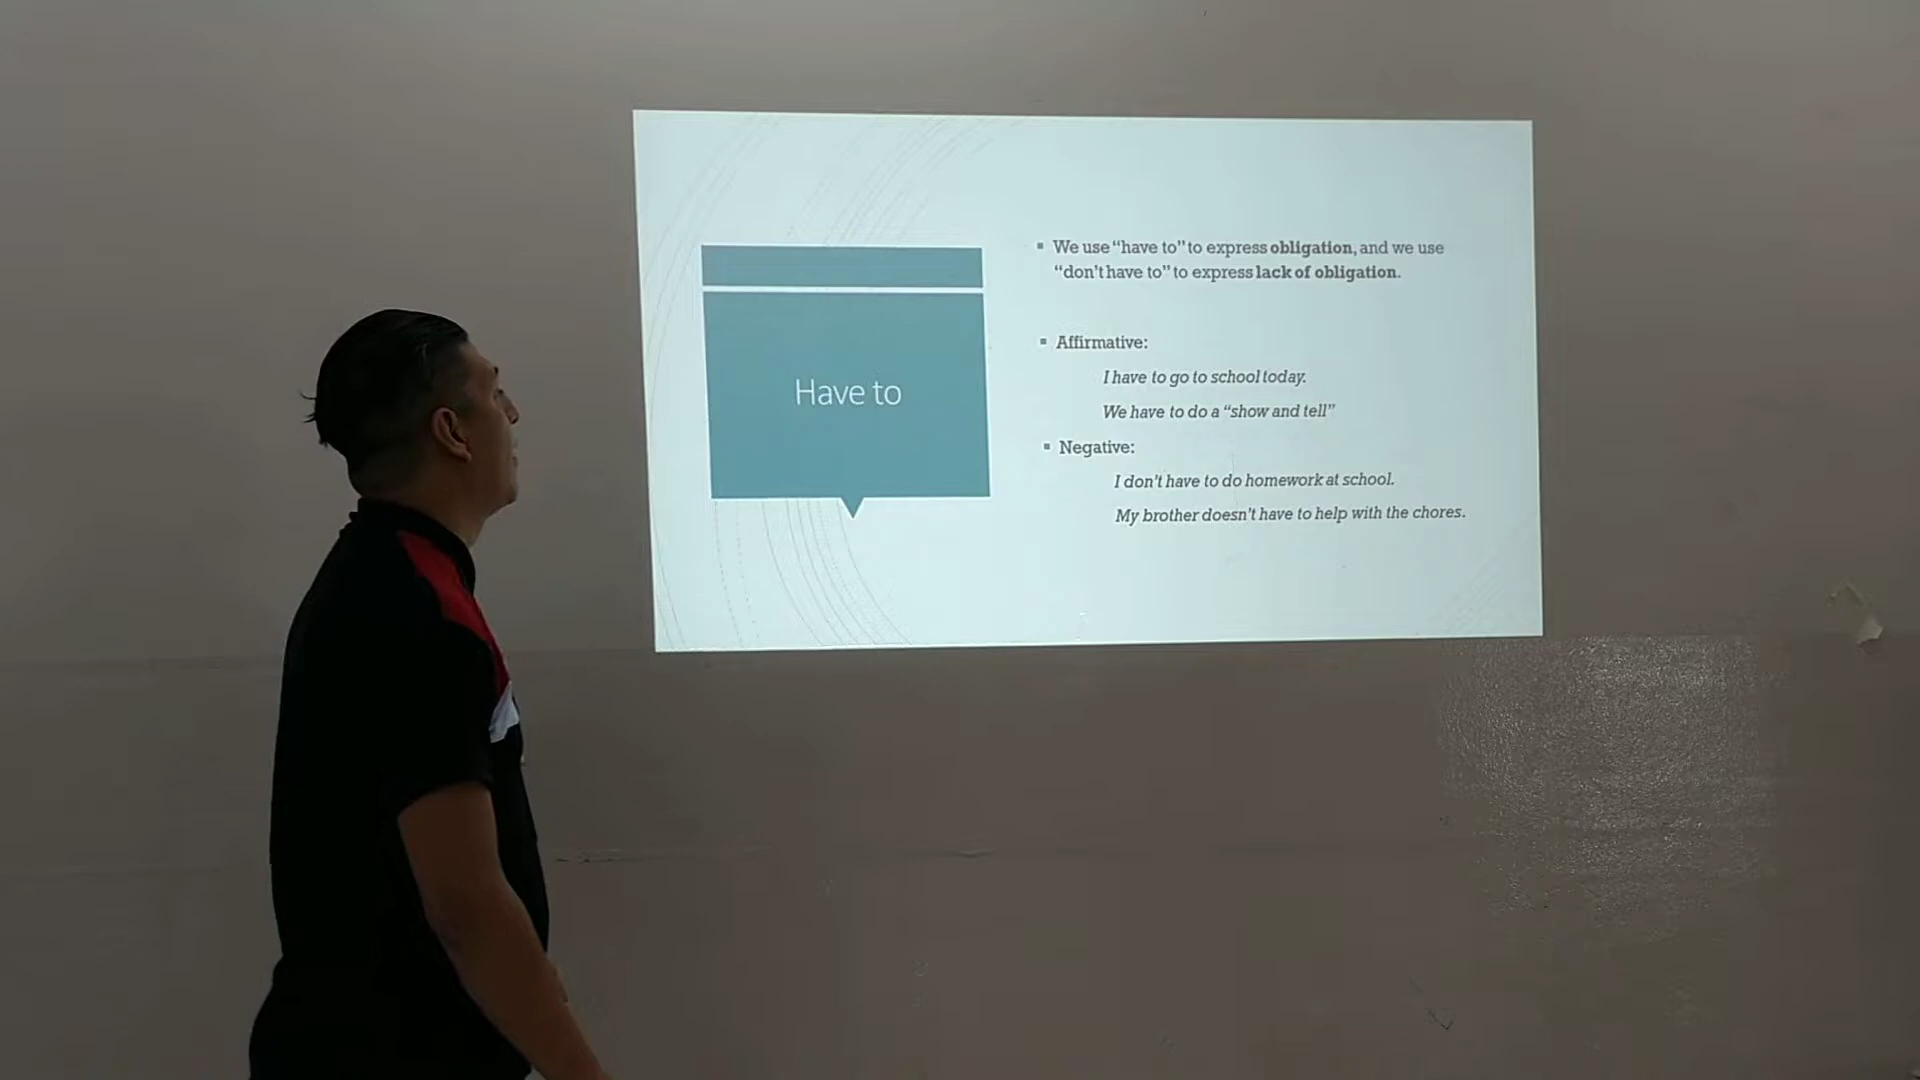 Have to
▪ We use “have to” to express obligation, and we use
“don’t have to” to express lack of obligation.
▪ Affirmative:
I have to go to school today.
We have to do a “show and tell”
▪ Negative:
I don’t have to do homework at school.
My brother doesn’t have to help with the chores.